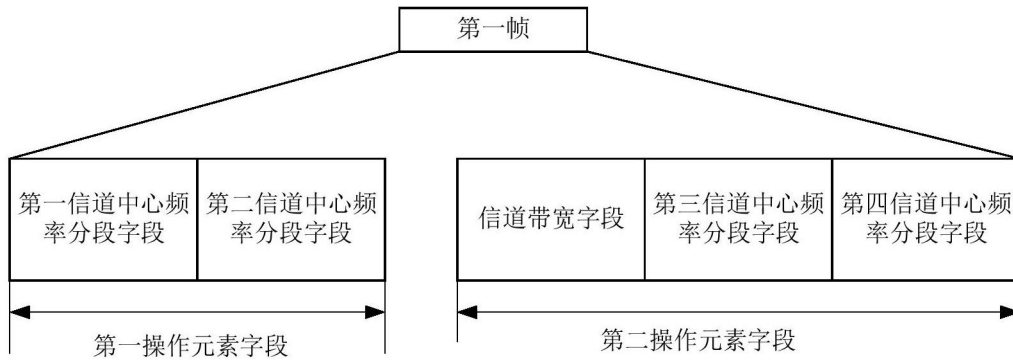 第一帧
第一信道中心频
率分段字段
第二信道中心频
率分段字段
信道带宽字段
第三信道中心频
率分段字段
第四信道中心频
率分段字段
第一操作元素字段
第二操作元素字段